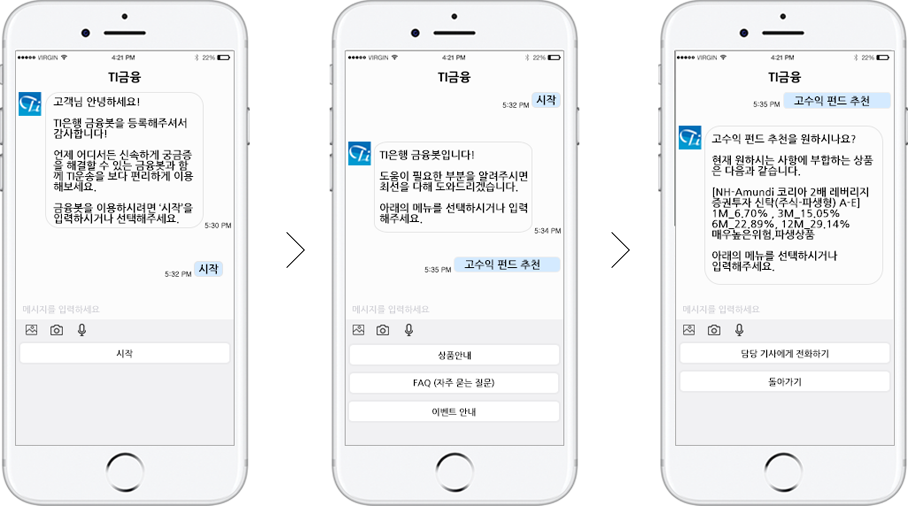 ●●●●● VIRGIN 4:21 PM 22%
TI금융
Ti
고객님 안녕하세요!
TI은행 금융봇을 등록해주셔서
감사합니다!
언제 어디서든 신속하게 궁금증
을 해결할 수 있는 금융봇과 함
께 TI운송을 보다 편리하게 이용
해보세요.
금융봇을 이용하시려면 '시작'을
입력하시거나 선택해주세요.
5:30 PM
5:32 PM 시작
메시지를 입력하세요
시작
●●●●● VIRGIN 4:21 PM 22%
TI금융
5:32 PM 시작
Ti
TI은행 금융봇입니다!
도움이 필요한 부분을 알려주시면
최선을 다해 도와드리겠습니다.
아래의 메뉴를 선택하시거나 입력
해주세요.
5:34 PM
5:35 PM 고수익 펀드 추천
메시지를 입력하세요
상품안내
FAQ (자주 묻는 질문)
이벤트 안내
●●●●● VIRGIN 4:21 PM 22%
TI금융
5:35 PM 고수익 펀드 추천
Ti
고수익 펀드 추천을 원하시나요?
현재 원하시는 사항에 부합하는 상품
은 다음과 같습니다.
[NH-Amundi 코리아 2배 레버리지
증권투자 신탁(주식-파생형) A-E]
1M_6.70% , 3M_15.05%
6M_22.89%, 12M_29.14%
매우높은위험,파생상품
아래의 메뉴를 선택하시거나
입력해주세요.
메시지를 입력하세요
담당 기사에게 전화하기
돌아가기